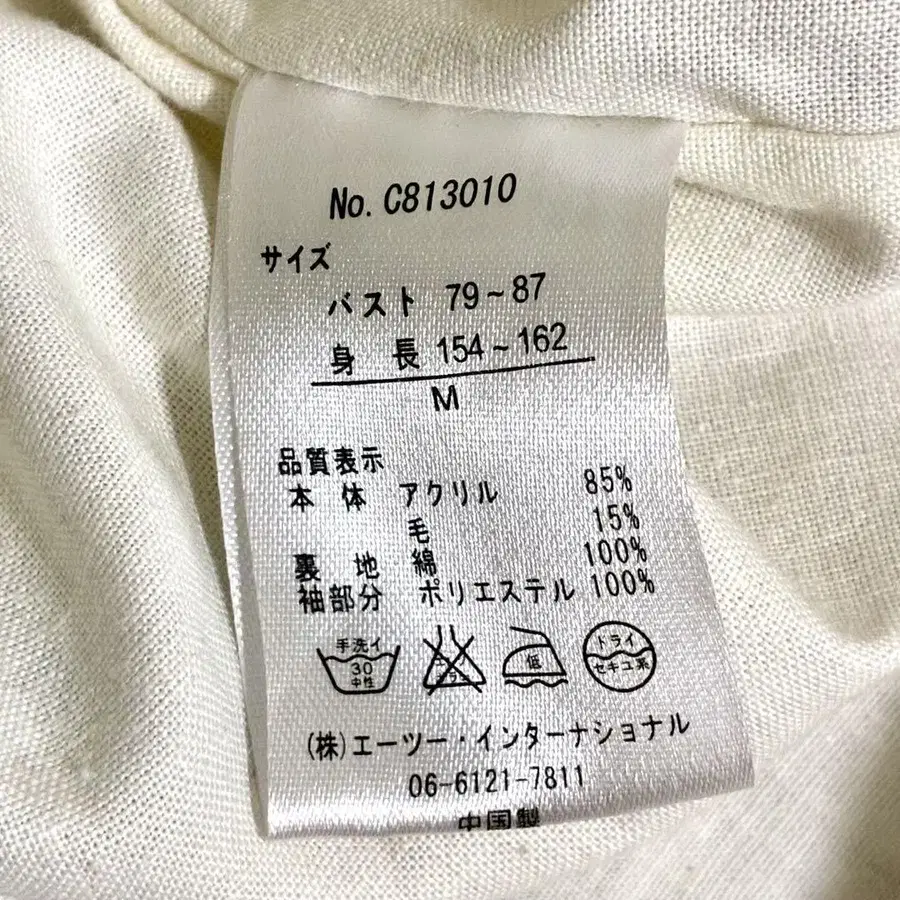 No. C813010
サイズ
バスト 79～87
身 長 154～162
M
品質表示
本 体 アクリル 85%
毛 15%
裏 地 綿 100%
袖部分 ポリエステル 100%
手洗イ
30
中性
低
ドライ
セキユ系
(株)エーツー・インターナショナル
06-6121-7811
中国製